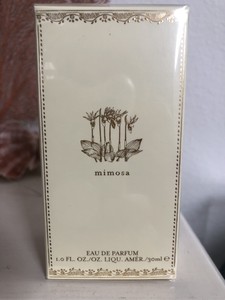 mimosa
EAU DE PARFUM
1.0 FL. OZ./OZ. LIQU. AMÉR./30ml ℮